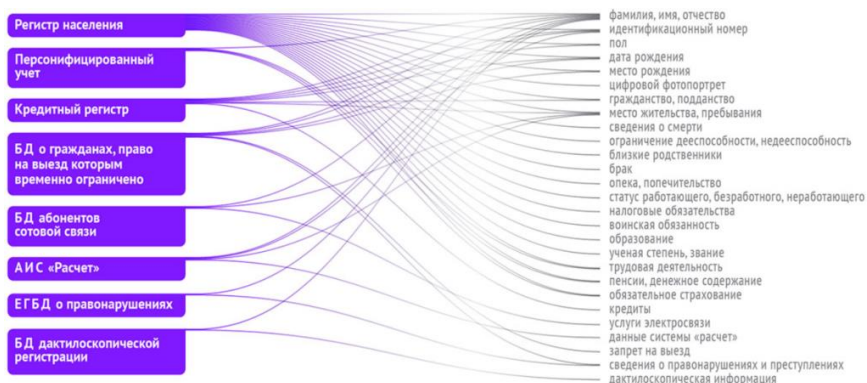 Регистр населения
Персонифицированный
учет
Кредитный регистр
БД о гражданах, право
на выезд которым
временно ограничено
БД абонентов
сотовой связи
АИС «Расчет»
ЕГБД о правонарушениях
БД дактилоскопической
регистрации
фамилия, имя, отчество
идентификационный номер
пол
дата рождения
место рождения
цифровой фотопортрет
гражданство, подданство
место жительства, пребывания
сведения о смерти
ограничение дееспособности, недееспособность
близкие родственники
брак
опека, попечительство
статус работающего, безработного, неработающего
налоговые обязательства
воинская обязанность
образование
ученая степень, звание
трудовая деятельность
пенсии, денежное содержание
обязательное страхование
кредиты
услуги электросвязи
данные системы «расчет»
запрет на выезд
сведения о правонарушениях и преступлениях
дактилоскопическая информация